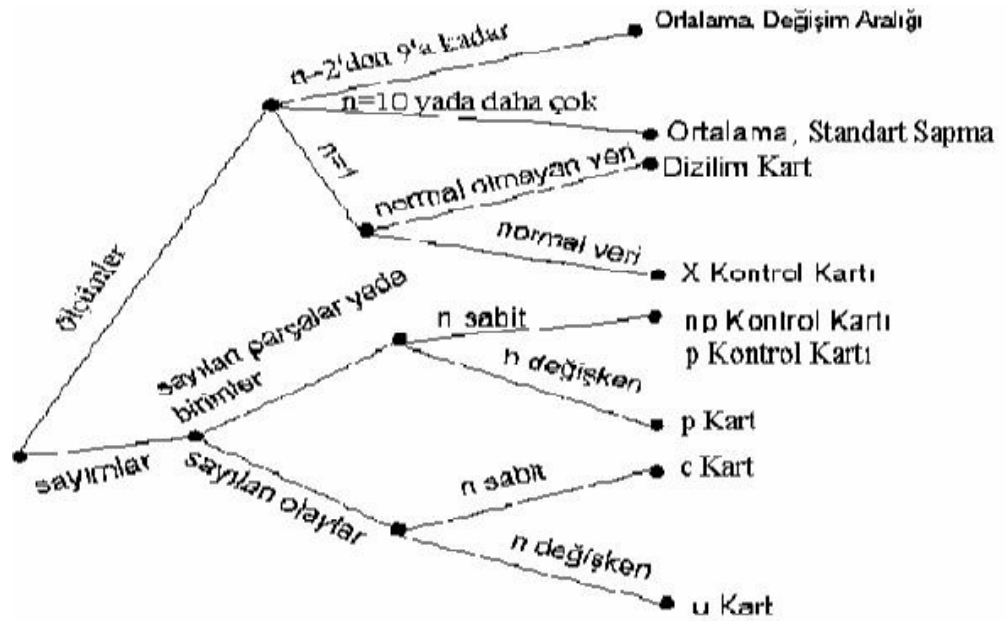 n=2'den 9'a kadar
Ortalama, Değişim Aralığı
n=10 yada daha çok
Ortalama, Standart Sapma
n=1
normal olmayan veri
Dizilim Kart
normal veri
X Kontrol Kartı
ölçümler
sayılan parşalar yada
birimler
n sabit
np Kontrol Kartı
p Kontrol Kartı
n değişken
p Kart
sayımlar
sayılan olaylar
n sabit
c Kart
n değişken
u Kart